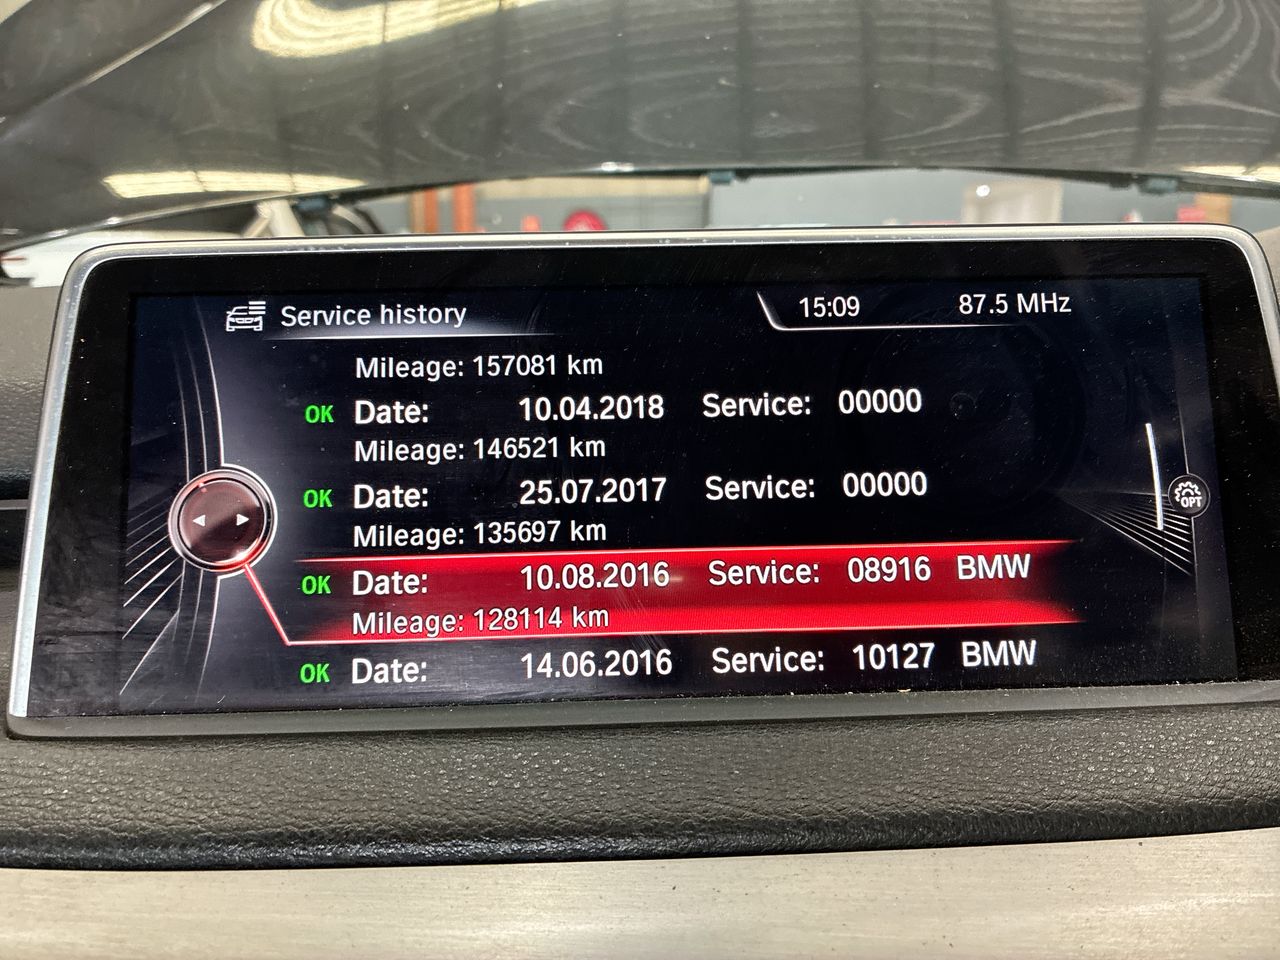 Service history 15:09 87.5 MHz
Mileage: 157081 km
OK Date: 10.04.2018 Service: 00000
Mileage: 146521 km
OK Date: 25.07.2017 Service: 00000
Mileage: 135697 km
OK Date: 10.08.2016 Service: 08916 BMW
Mileage: 128114 km
OK Date: 14.06.2016 Service: 10127 BMW
OPT